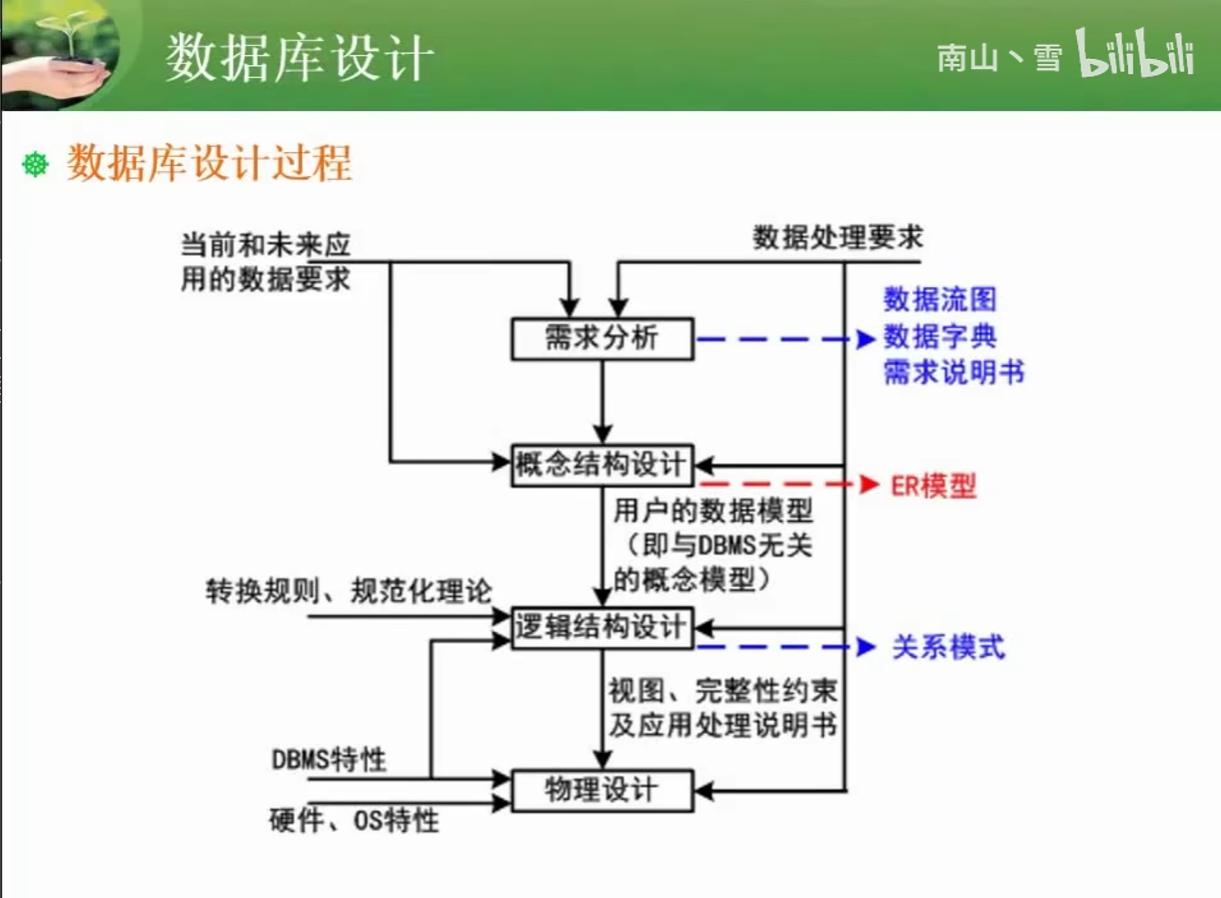 数据库设计
南山丶雪 bilibili
数据库设计过程
当前和未来应
用的数据要求
数据处理要求
数据流图
数据字典
需求说明书
需求分析
概念结构设计
ER模型
用户的数据模型
（即与DBMS无关
的概念模型）
转换规则、规范化理论
逻辑结构设计
关系模式
视图、完整性约束
及应用处理说明书
DBMS特性
物理设计
硬件、OS特性